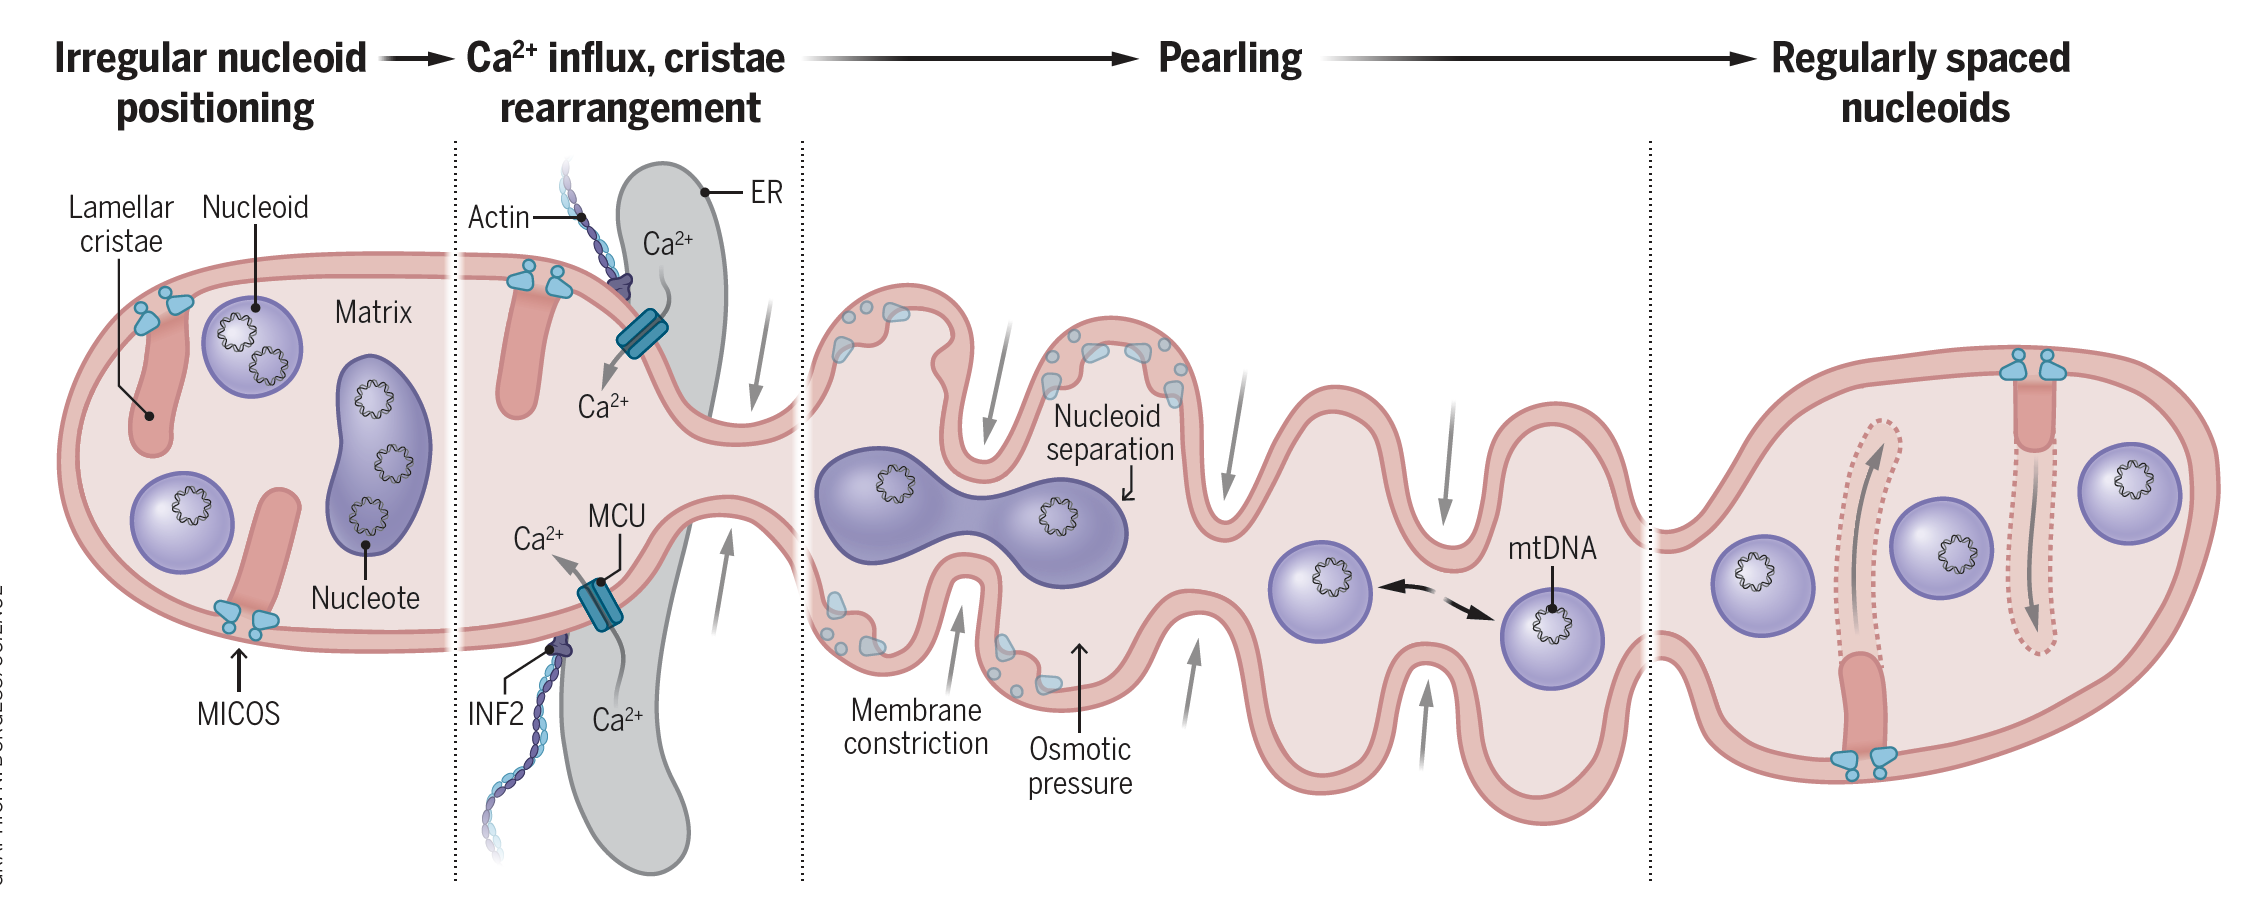 Irregular nucleoid
positioning
Ca²⁺ influx, cristae
rearrangement
Pearling
Regularly spaced
nucleoids
Lamellar
cristae
Nucleoid
Matrix
Nucleote
MICOS
Actin
ER
Ca²⁺
Ca²⁺
MCU
Ca²⁺
INF2
Ca²⁺
Nucleoid
separation
Membrane
constriction
Osmotic
pressure
mtDNA